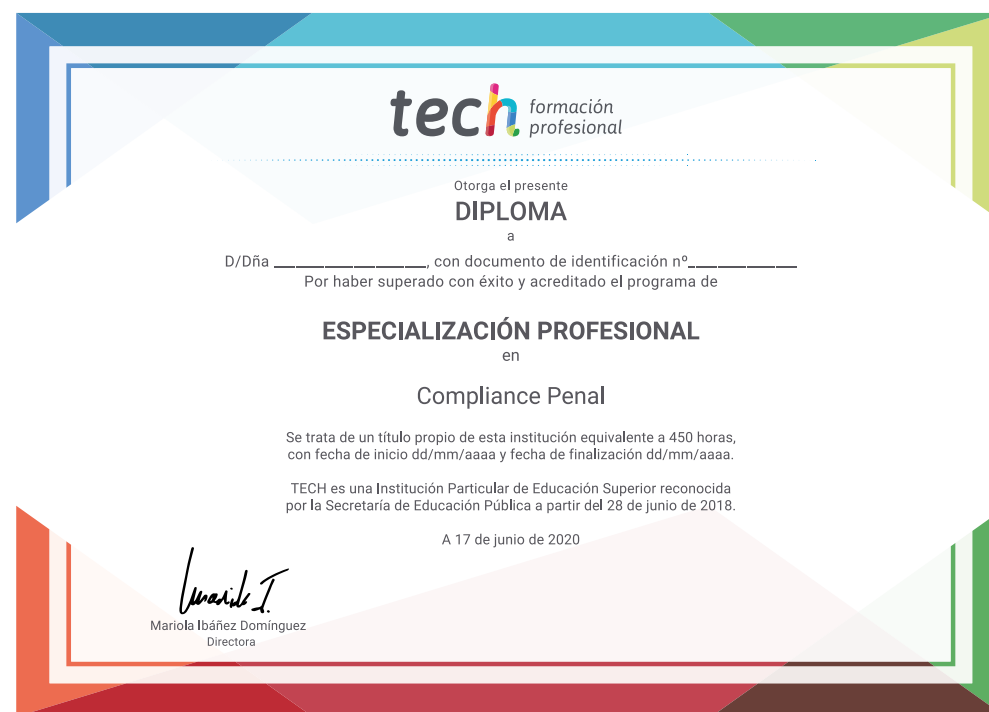 tech formación
profesional
Otorga el presente
DIPLOMA
a
D/Dña ______________, con documento de identificación nº__________
Por haber superado con éxito y acreditado el programa de
ESPECIALIZACIÓN PROFESIONAL
en
Compliance Penal
Se trata de un título propio de esta institución equivalente a 450 horas,
con fecha de inicio dd/mm/aaaa y fecha de finalización dd/mm/aaaa.
TECH es una Institución Particular de Educación Superior reconocida
por la Secretaría de Educación Pública a partir del 28 de junio de 2018.
A 17 de junio de 2020
Mariola Ibáñez Domínguez
Directora